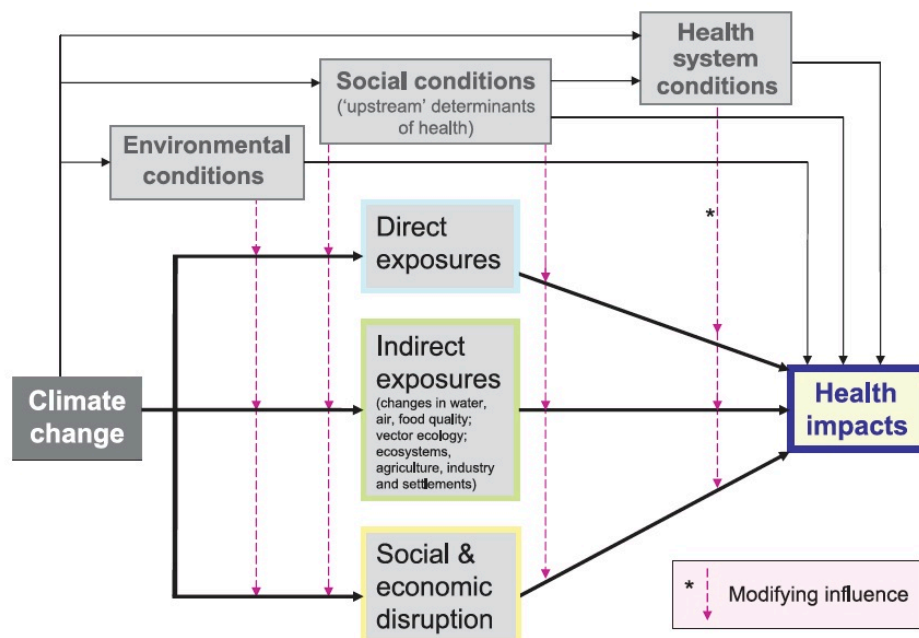 Health
system
conditions
Social conditions
(‘upstream’ determinants
of health)
Environmental
conditions
Direct
exposures
*
Indirect
exposures
(changes in water,
air, food quality;
vector ecology;
ecosystems,
agriculture, industry
and settlements)
Climate
change
Health
impacts
Social &
economic
disruption
* Modifying influence